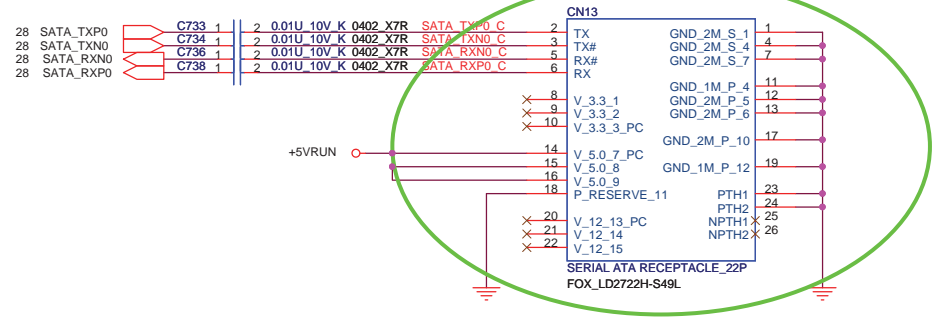 CN13
28 SATA_TXP0 C733 1 2 0.01U_10V_K 0402_X7R SATA_TXP0_C 2 TX GND_2M_S_1 1
28 SATA_TXN0 C734 1 2 0.01U_10V_K 0402_X7R SATA_TXN0_C 3 TX# GND_2M_S_4 4
28 SATA_RXN0 C736 1 2 0.01U_10V_K 0402_X7R SATA_RXN0_C 5 RX# GND_2M_S_7 7
28 SATA_RXP0 C738 1 2 0.01U_10V_K 0402_X7R SATA_RXP0_C 6 RX
GND_1M_P_4 11
8 V_3.3_1 GND_2M_P_5 12
9 V_3.3_2 GND_2M_P_6 13
10 V_3.3_3_PC
GND_2M_P_10 17
+5VRUN 14 V_5.0_7_PC
15 V_5.0_8 GND_1M_P_12 19
16 V_5.0_9
18 P_RESERVE_11 PTH1 23
PTH2 24
20 V_12_13_PC NPTH1 25
21 V_12_14 NPTH2 26
22 V_12_15
SERIAL ATA RECEPTACLE_22P
FOX_LD2722H-S49L